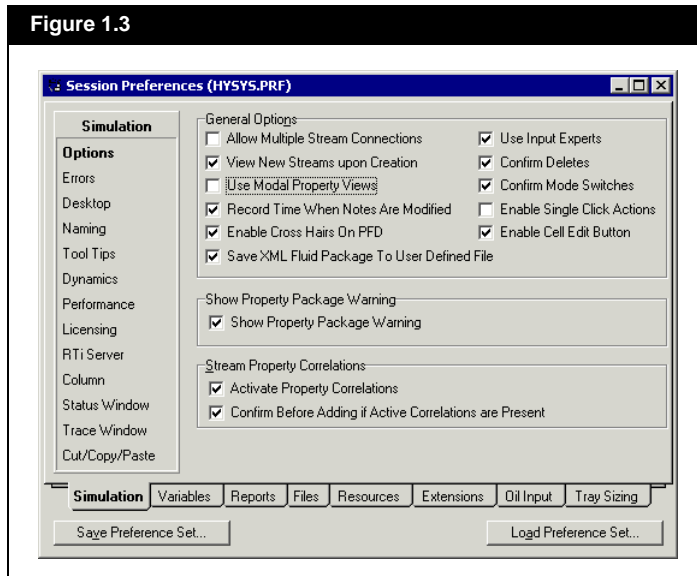 Figure 1.3
Session Preferences (HYSYS.PRF)
Simulation
Options
Errors
Desktop
Naming
Tool Tips
Dynamics
Performance
Licensing
RTi Server
Column
Status Window
Trace Window
Cut/Copy/Paste
General Options
Allow Multiple Stream Connections
View New Streams upon Creation
Use Modal Property Views
Record Time When Notes Are Modified
Enable Cross Hairs On PFD
Save XML Fluid Package To User Defined File
Use Input Experts
Confirm Deletes
Confirm Mode Switches
Enable Single Click Actions
Enable Cell Edit Button
Show Property Package Warning
Show Property Package Warning
Stream Property Correlations
Activate Property Correlations
Confirm Before Adding if Active Correlations are Present
Simulation Variables Reports Files Resources Extensions Oil Input Tray Sizing
Save Preference Set... Load Preference Set...